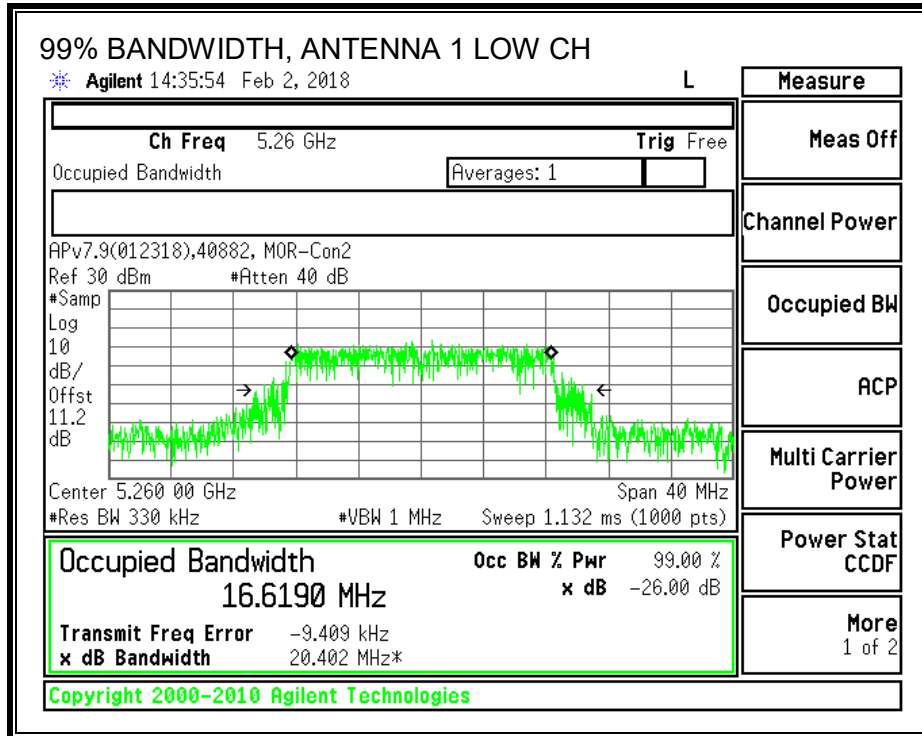 99% BANDWIDTH, ANTENNA 1 LOW CH
Agilent 14:35:54 Feb 2, 2018 L
Measure
Ch Freq 5.26 GHz Trig Free
Meas Off
Occupied Bandwidth Averages: 1
Channel Power
APv7.9(012318),40882, MOR-Con2
Ref 30 dBm #Atten 40 dB
#Samp
Log
10
dB/
Offst
11.2
dB
Occupied BW
ACP
Multi Carrier
Power
Center 5.260 00 GHz Span 40 MHz
#Res BW 330 kHz #VBW 1 MHz Sweep 1.132 ms (1000 pts)
Power Stat
CCDF
Occupied Bandwidth Occ BW % Pwr 99.00 %
16.6190 MHz x dB -26.00 dB
Transmit Freq Error -9.409 kHz
x dB Bandwidth 20.402 MHz*
More
1 of 2
Copyright 2000-2010 Agilent Technologies